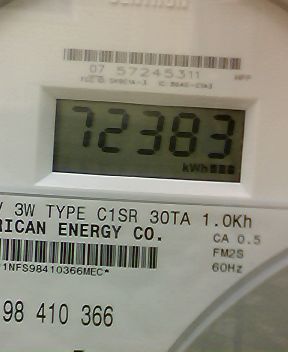 07 57245311
72383
kWh
V 3W TYPE C1SR 30TA 1.0Kh
RICAN ENERGY CO.
CA 0.5
FM2S
60Hz
1NFS98410366MEC*
98 410 366